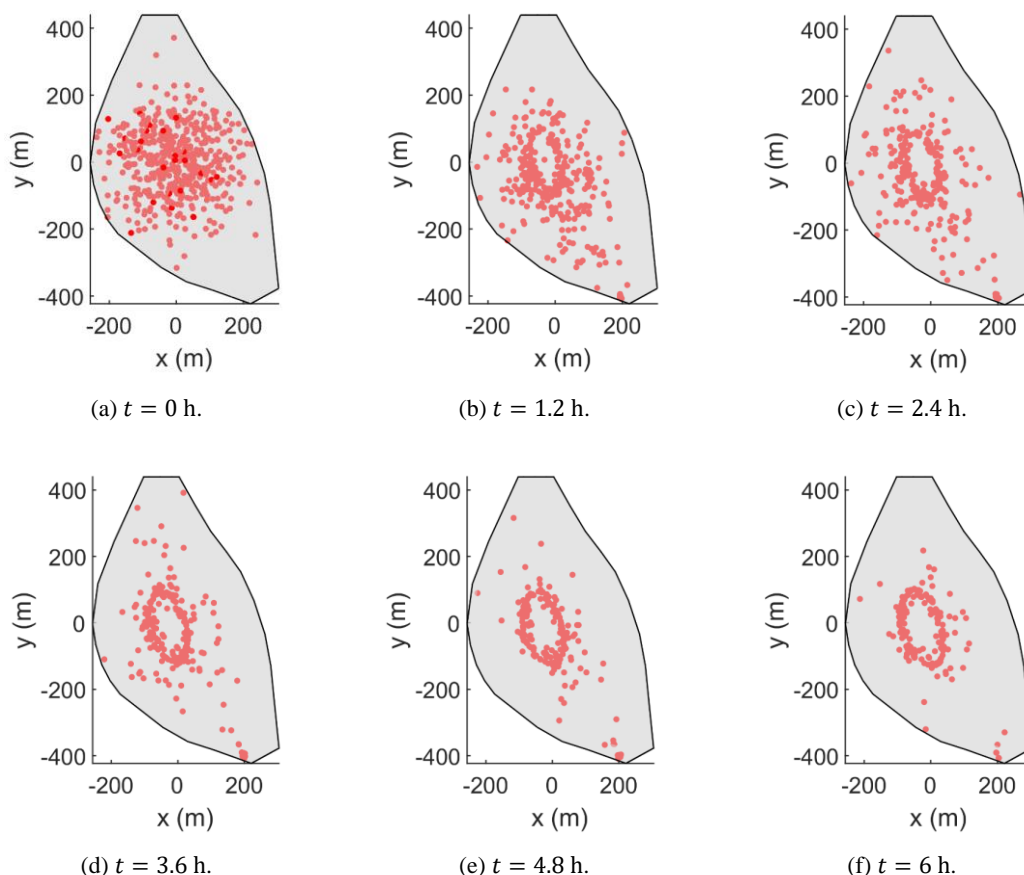 400
200
0
-200
-400
y (m)
-200 0 200
x (m)
(a) t = 0 h.
400
200
0
-200
-400
y (m)
-200 0 200
x (m)
(b) t = 1.2 h.
400
200
0
-200
-400
y (m)
-200 0 200
x (m)
(c) t = 2.4 h.
400
200
0
-200
-400
y (m)
-200 0 200
x (m)
(d) t = 3.6 h.
400
200
0
-200
-400
y (m)
-200 0 200
x (m)
(e) t = 4.8 h.
400
200
0
-200
-400
y (m)
-200 0 200
x (m)
(f) t = 6 h.